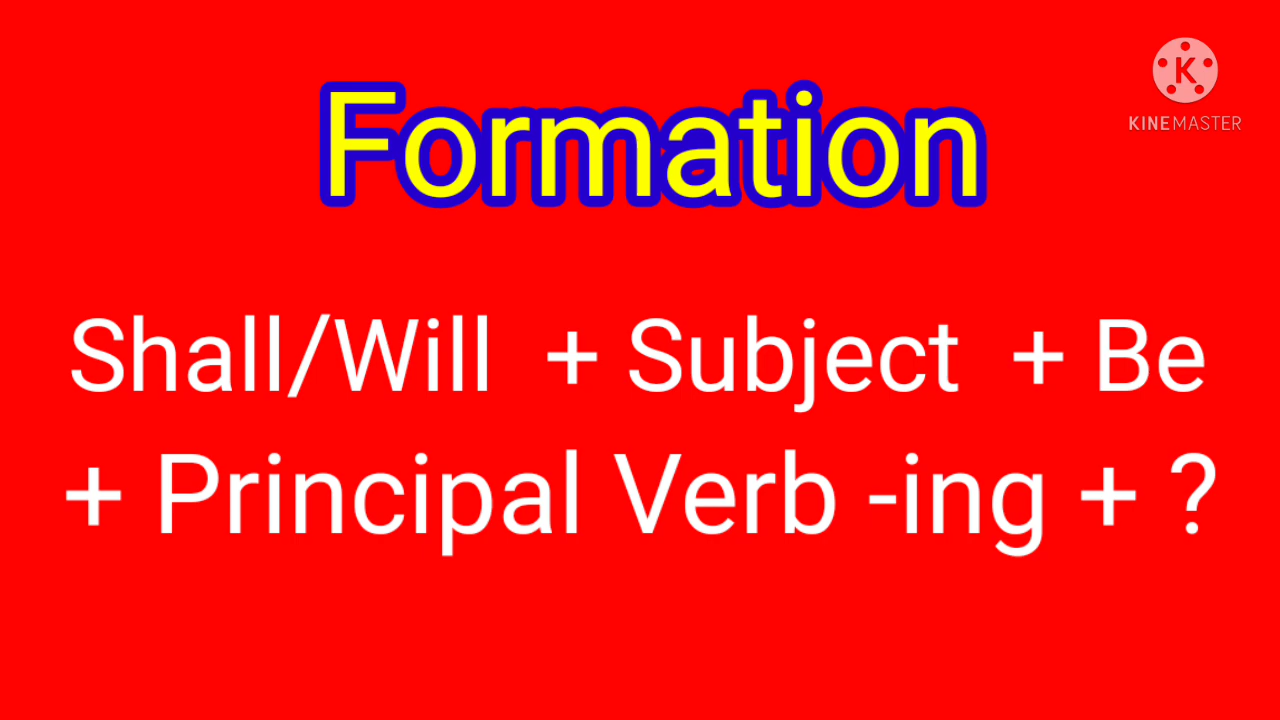 K
KINEMASTER
Formation
Shall/Will + Subject + Be
+ Principal Verb -ing + ?